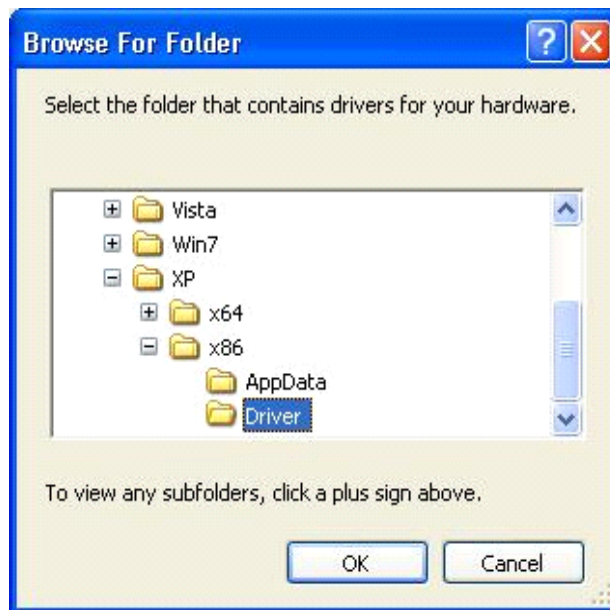 Browse For Folder
Select the folder that contains drivers for your hardware.
Vista
Win7
XP
x64
x86
AppData
Driver
To view any subfolders, click a plus sign above.
OK Cancel